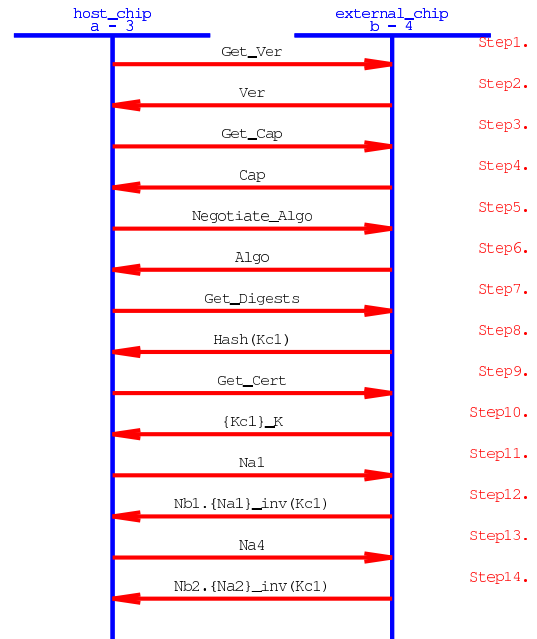 host_chip external_chip
a - 3 b - 4
Step1.
Get_Ver
Step2.
Ver
Step3.
Get_Cap
Step4.
Cap
Step5.
Negotiate_Algo
Step6.
Algo
Step7.
Get_Digests
Step8.
Hash(Kc1)
Step9.
Get_Cert
Step10.
{Kc1}_K
Step11.
Na1
Step12.
Nb1.{Na1}_inv(Kc1)
Step13.
Na4
Step14.
Nb2.{Na2}_inv(Kc1)